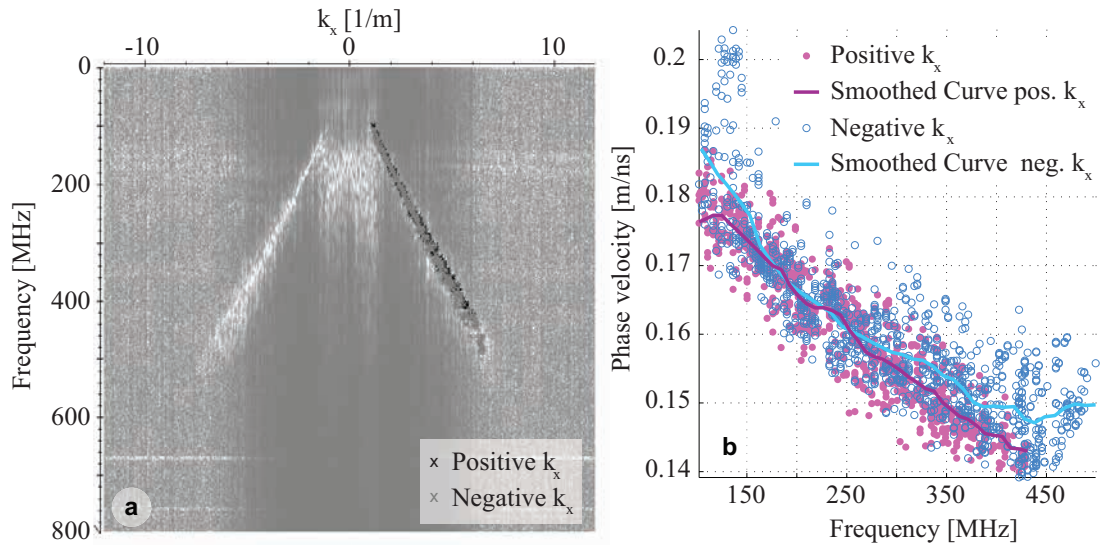 k_x [1/m]
-10 0 10
0
200
400
600
800
Frequency [MHz]
Positive k_x
Negative k_x
a
0.2
0.19
0.18
0.17
0.16
0.15
0.14
Phase velocity [m/ns]
Positive k_x
Smoothed Curve pos. k_x
Negative k_x
Smoothed Curve neg. k_x
b
150 250 350 450
Frequency [MHz]